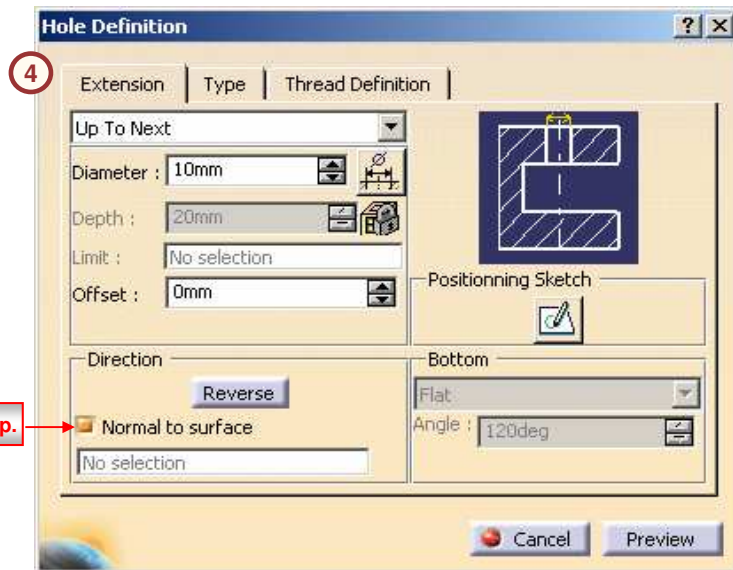 Hole Definition
? ×
4
Extension Type Thread Definition
Up To Next
Diameter : 10mm
Depth : 20mm
Limit : No selection
Offset : 0mm
Positionning Sketch
Direction
Reverse
p.
Normal to surface
No selection
Bottom
Flat
Angle : 120deg
Cancel Preview